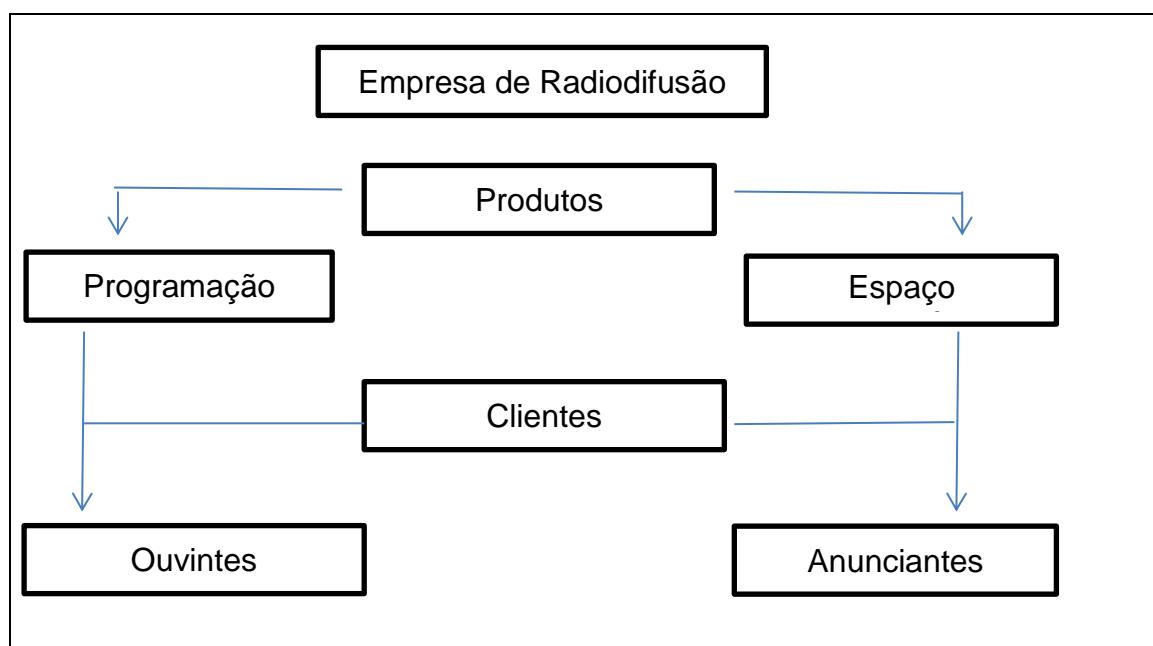 Empresa de Radiodifusão
Produtos
Programação
Espaço
Clientes
Ouvintes
Anunciantes